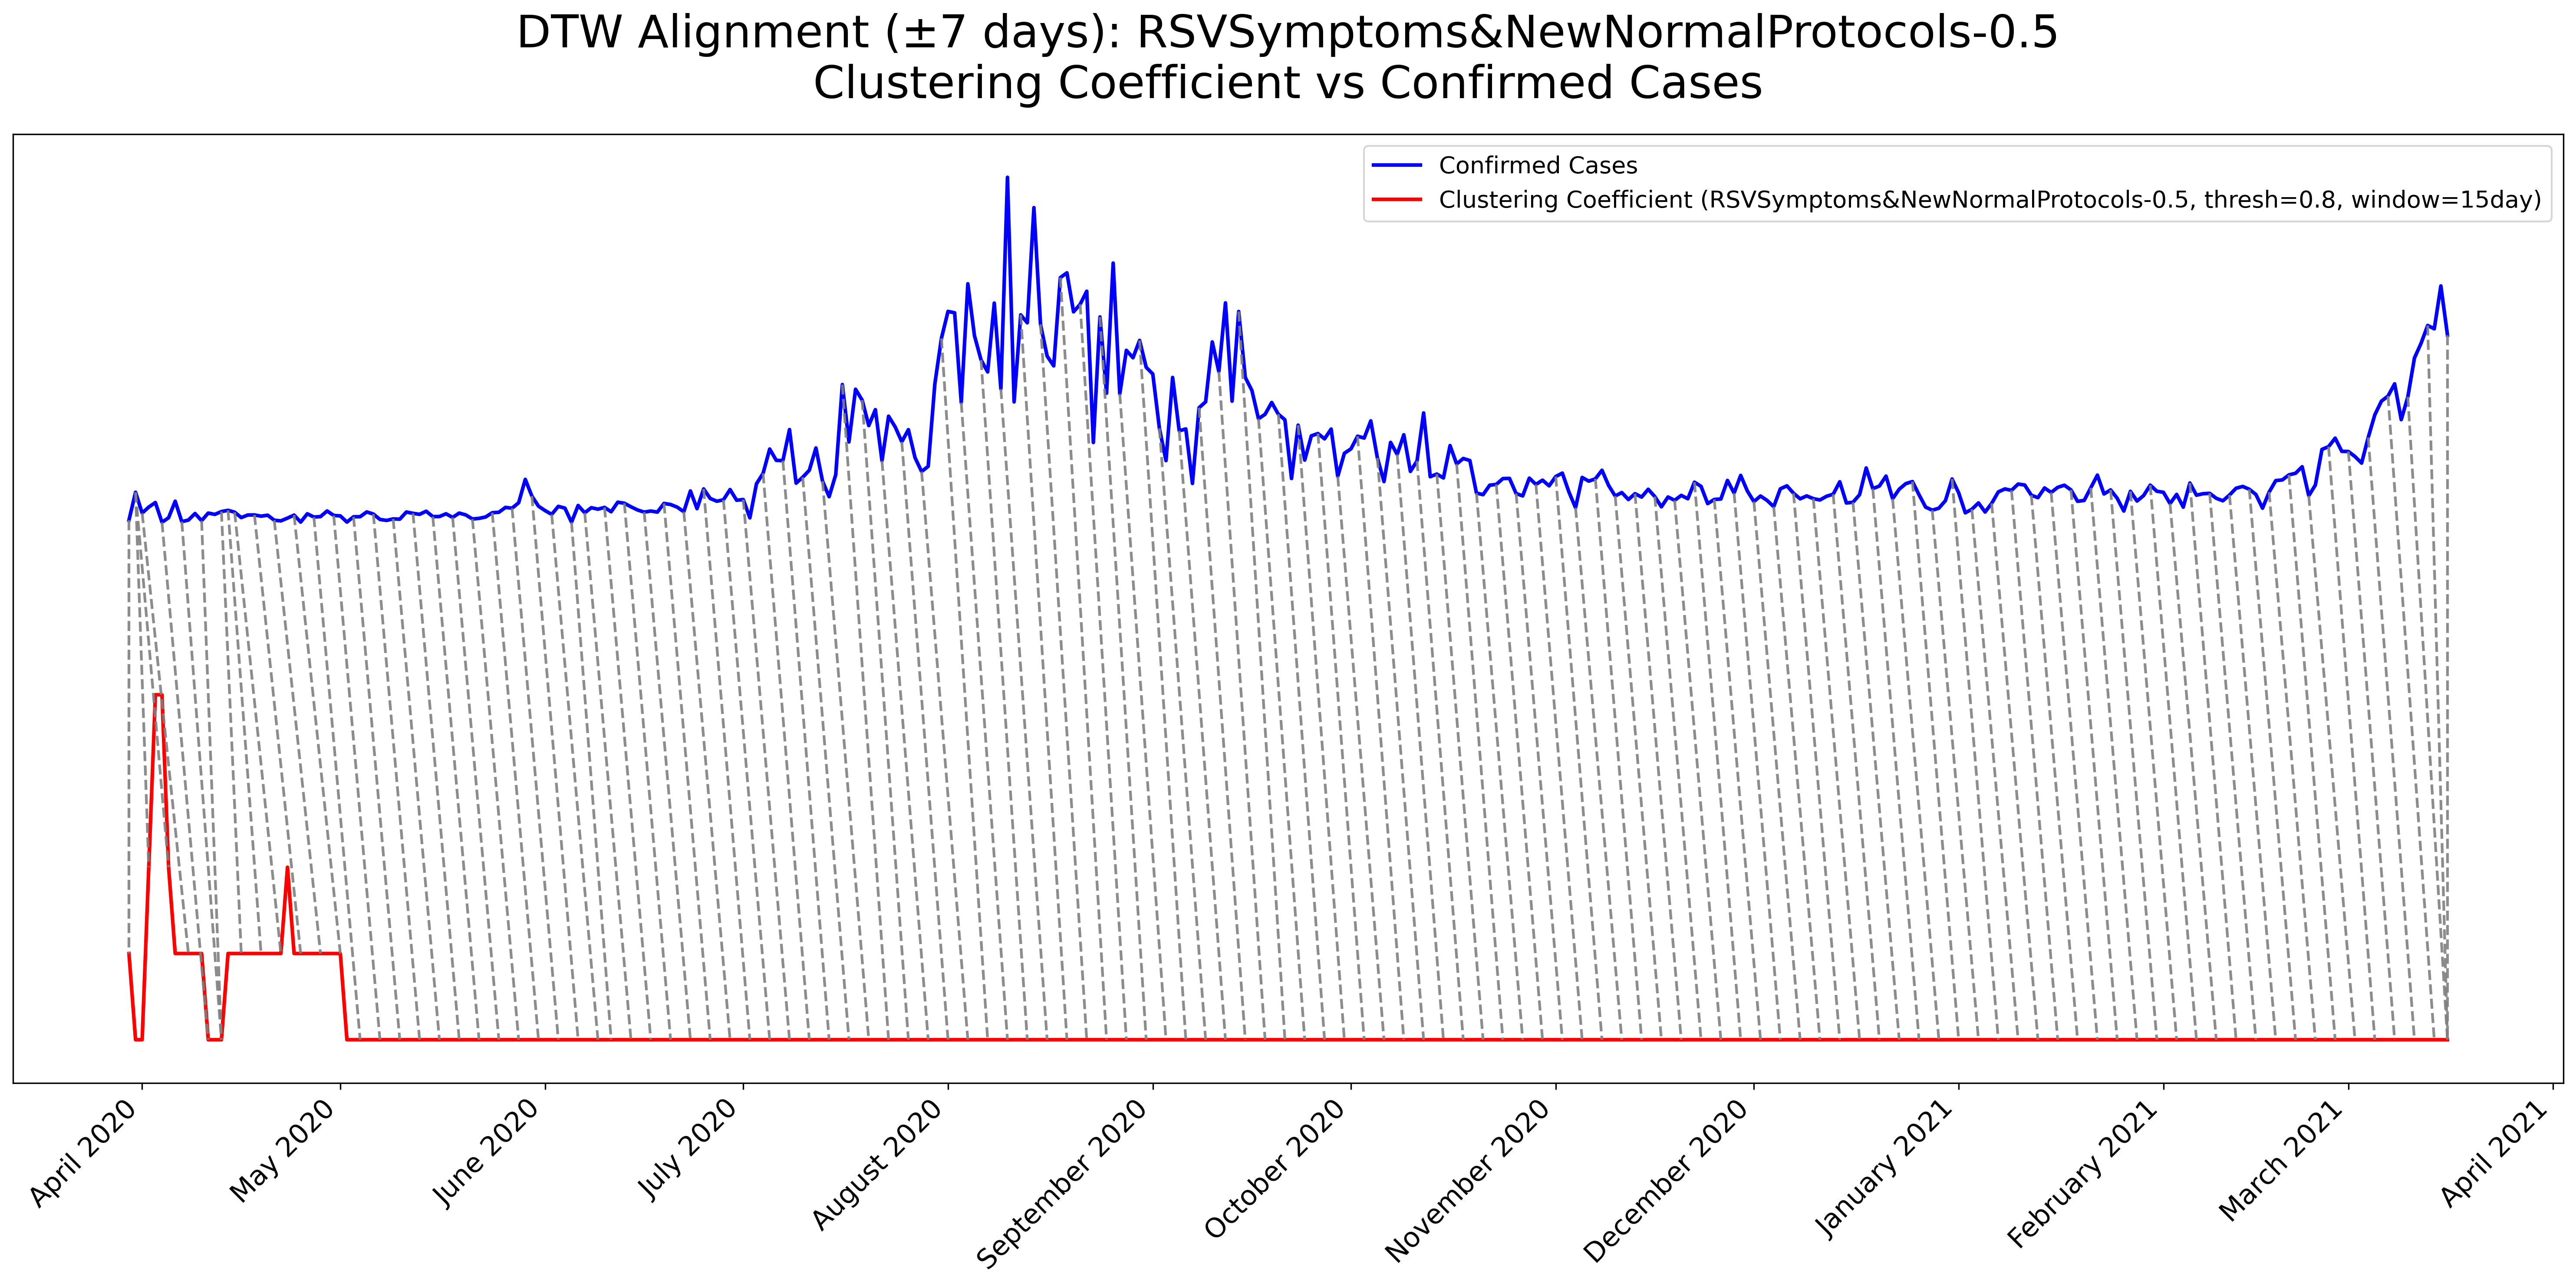 DTW Alignment (±7 days): RSVSymptoms&NewNormalProtocols-0.5
Clustering Coefficient vs Confirmed Cases
Confirmed Cases
Clustering Coefficient (RSVSymptoms&NewNormalProtocols-0.5, thresh=0.8, window=15day)
April 2020
May 2020
June 2020
July 2020
August 2020
September 2020
October 2020
November 2020
December 2020
January 2021
February 2021
March 2021
April 2021